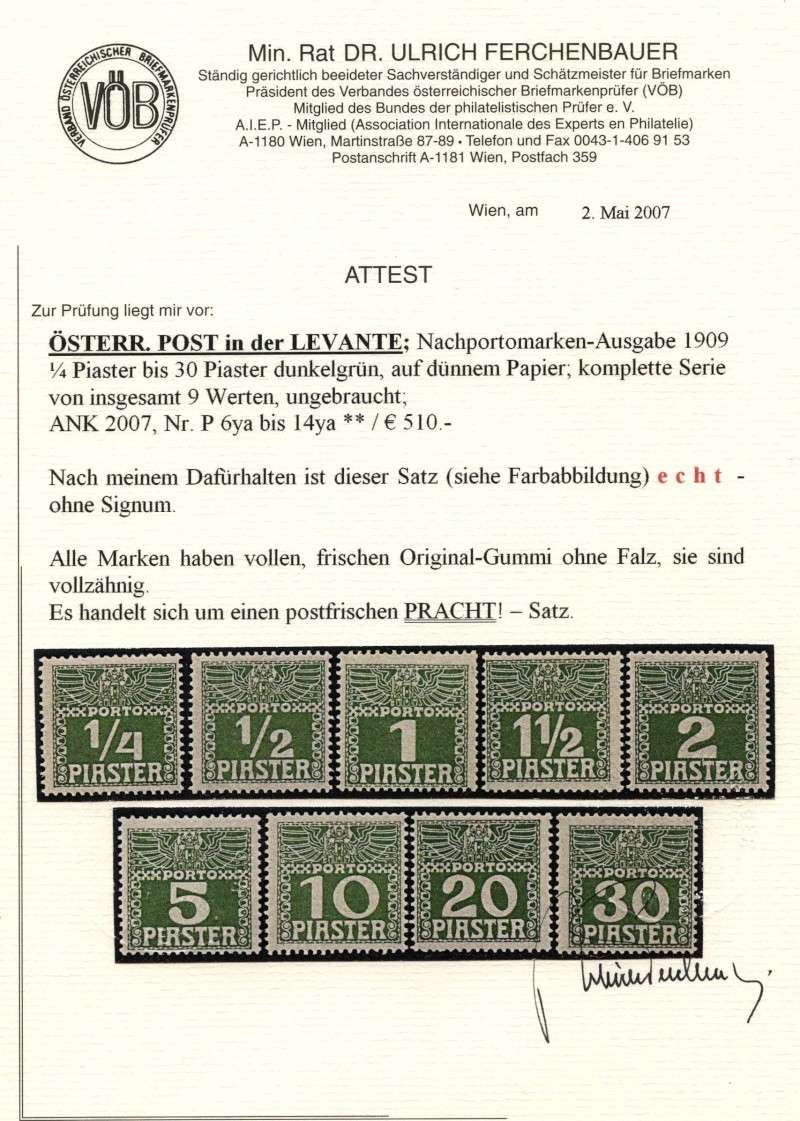 VERBAND ÖSTERREICHISCHER BRIEFMARKENPRÜFER
VÖB
Min. Rat DR. ULRICH FERCHENBAUER
Ständig gerichtlich beeideter Sachverständiger und Schätzmeister für Briefmarken
Präsident des Verbandes österreichischer Briefmarkenprüfer (VÖB)
Mitglied des Bundes der philatelistischen Prüfer e. V.
A.I.E.P. - Mitglied (Association Internationale des Experts en Philatelie)
A-1180 Wien, Martinstraße 87-89 • Telefon und Fax 0043-1-406 91 53
Postanschrift A-1181 Wien, Postfach 359
Wien, am 2. Mai 2007
ATTEST
Zur Prüfung liegt mir vor:
ÖSTERR. POST in der LEVANTE; Nachportomarken-Ausgabe 1909
¼ Piaster bis 30 Piaster dunkelgrün, auf dünnem Papier; komplette Serie
von insgesamt 9 Werten, ungebraucht;
ANK 2007, Nr. P 6ya bis 14ya ** / € 510.-
Nach meinem Dafürhalten ist dieser Satz (siehe Farbabbildung) e c h t -
ohne Signum.
Alle Marken haben vollen, frischen Original-Gummi ohne Falz, sie sind
vollzähnig.
Es handelt sich um einen postfrischen PRACHT! – Satz.
PORTO PORTO PORTO PORTO PORTO
1/4 1/2 1 1½ 2
PIASTER PIASTER PIASTER PIASTER PIASTER
PORTO PORTO PORTO PORTO
5 10 20 30
PIASTER PIASTER PIASTER PIASTER